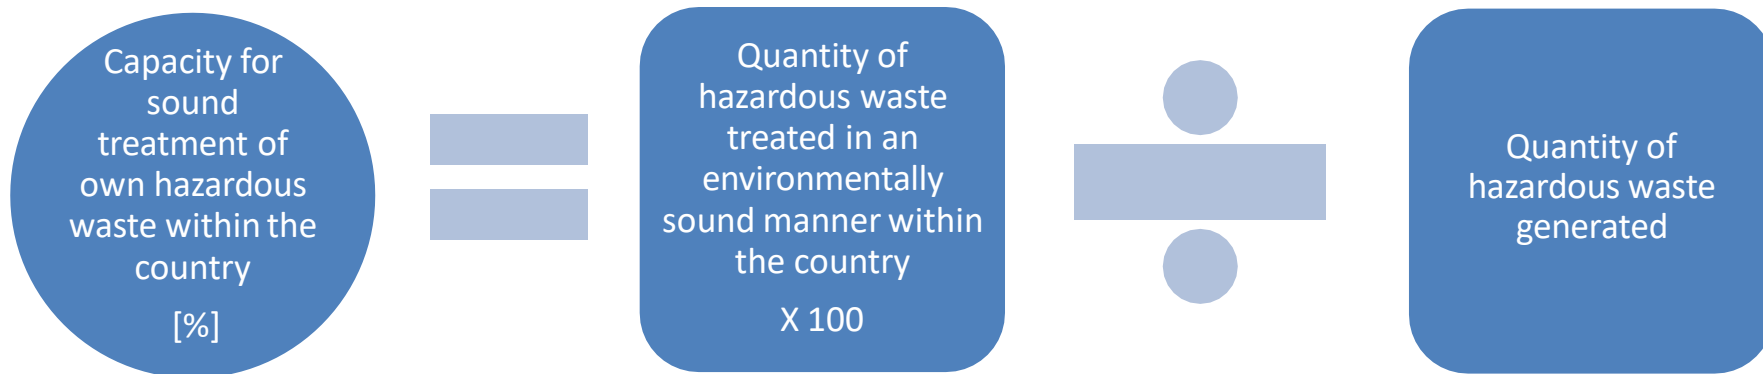 Capacity for
sound
treatment of
own hazardous
waste within the
country
[%]
Quantity of
hazardous waste
treated in an
environmentally
sound manner within
the country
X 100
Quantity of
hazardous waste
generated